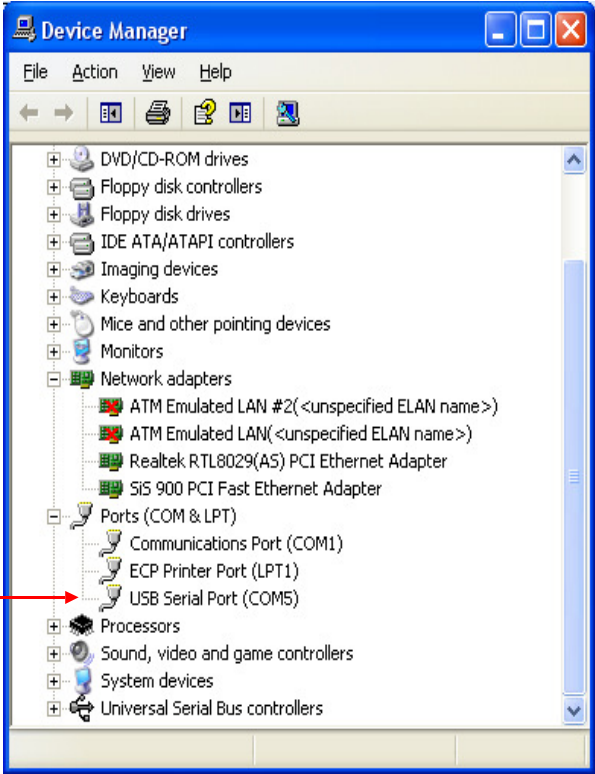 Device Manager
File Action View Help
DVD/CD-ROM drives
Floppy disk controllers
Floppy disk drives
IDE ATA/ATAPI controllers
Imaging devices
Keyboards
Mice and other pointing devices
Monitors
Network adapters
ATM Emulated LAN #2(<unspecified ELAN name>)
ATM Emulated LAN(<unspecified ELAN name>)
Realtek RTL8029(AS) PCI Ethernet Adapter
SiS 900 PCI Fast Ethernet Adapter
Ports (COM & LPT)
Communications Port (COM1)
ECP Printer Port (LPT1)
USB Serial Port (COM5)
Processors
Sound, video and game controllers
System devices
Universal Serial Bus controllers